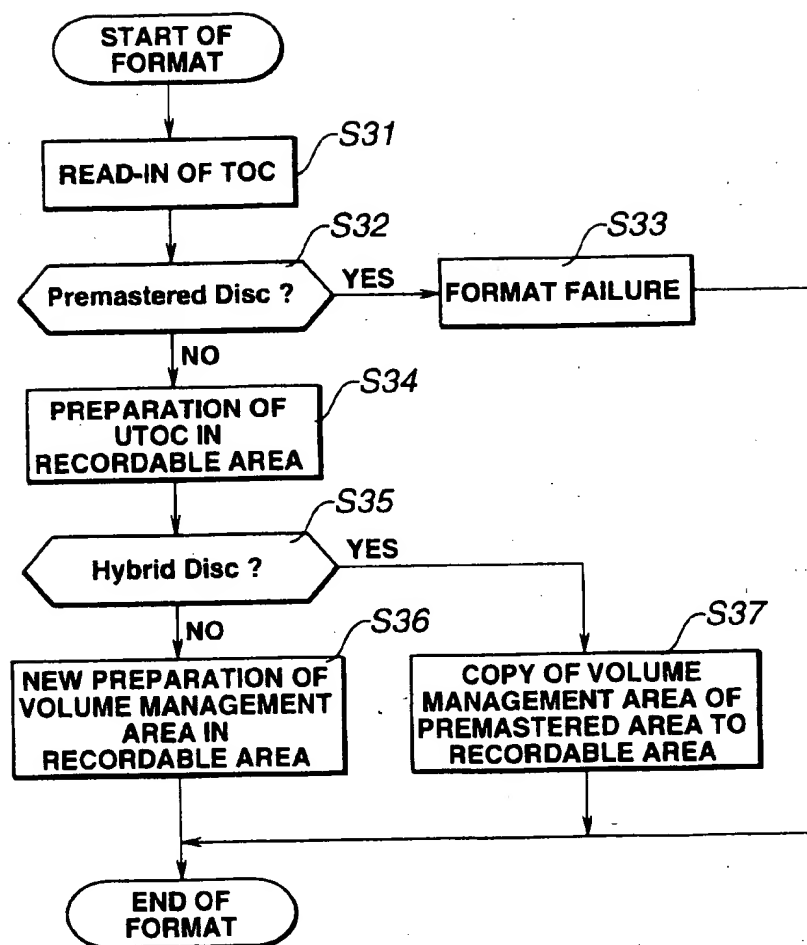 START OF
FORMAT
S31
READ-IN OF TOC
S32
Premastered Disc ?
YES
S33
FORMAT FAILURE
NO
S34
PREPARATION OF
UTOC IN
RECORDABLE AREA
S35
Hybrid Disc ?
YES
NO
S36
NEW PREPARATION OF
VOLUME MANAGEMENT
AREA IN
RECORDABLE AREA
S37
COPY OF VOLUME
MANAGEMENT AREA OF
PREMASTERED AREA TO
RECORDABLE AREA
END OF
FORMAT